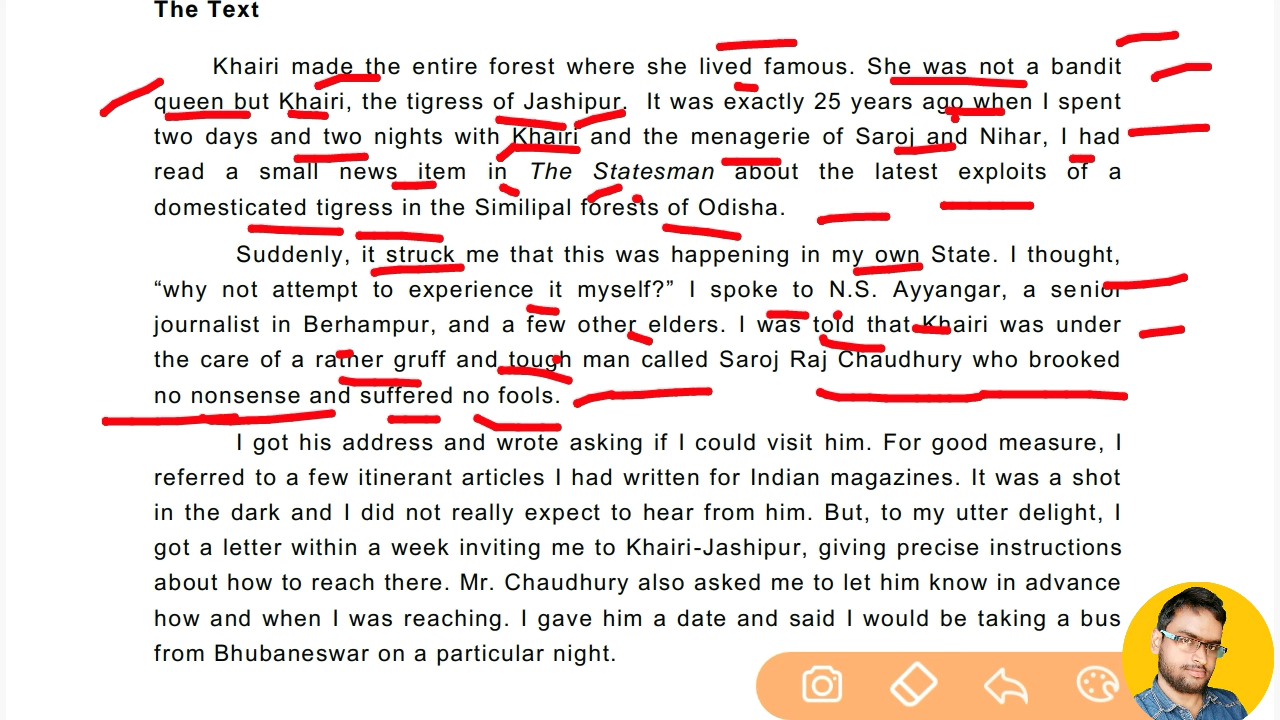 The Text
Khairi made the entire forest where she lived famous. She was not a bandit
queen but Khairi, the tigress of Jashipur. It was exactly 25 years ago when I spent
two days and two nights with Khairi and the menagerie of Saroj and Nihar, I had
read a small news item in The Statesman about the latest exploits of a
domesticated tigress in the Similipal forests of Odisha.
Suddenly, it struck me that this was happening in my own State. I thought,
“why not attempt to experience it myself?” I spoke to N.S. Ayyangar, a senior
journalist in Berhampur, and a few other elders. I was told that Khairi was under
the care of a rather gruff and tough man called Saroj Raj Chaudhury who brooked
no nonsense and suffered no fools.
I got his address and wrote asking if I could visit him. For good measure, I
referred to a few itinerant articles I had written for Indian magazines. It was a shot
in the dark and I did not really expect to hear from him. But, to my utter delight, I
got a letter within a week inviting me to Khairi-Jashipur, giving precise instructions
about how to reach there. Mr. Chaudhury also asked me to let him know in advance
how and when I was reaching. I gave him a date and said I would be taking a bus
from Bhubaneswar on a particular night.